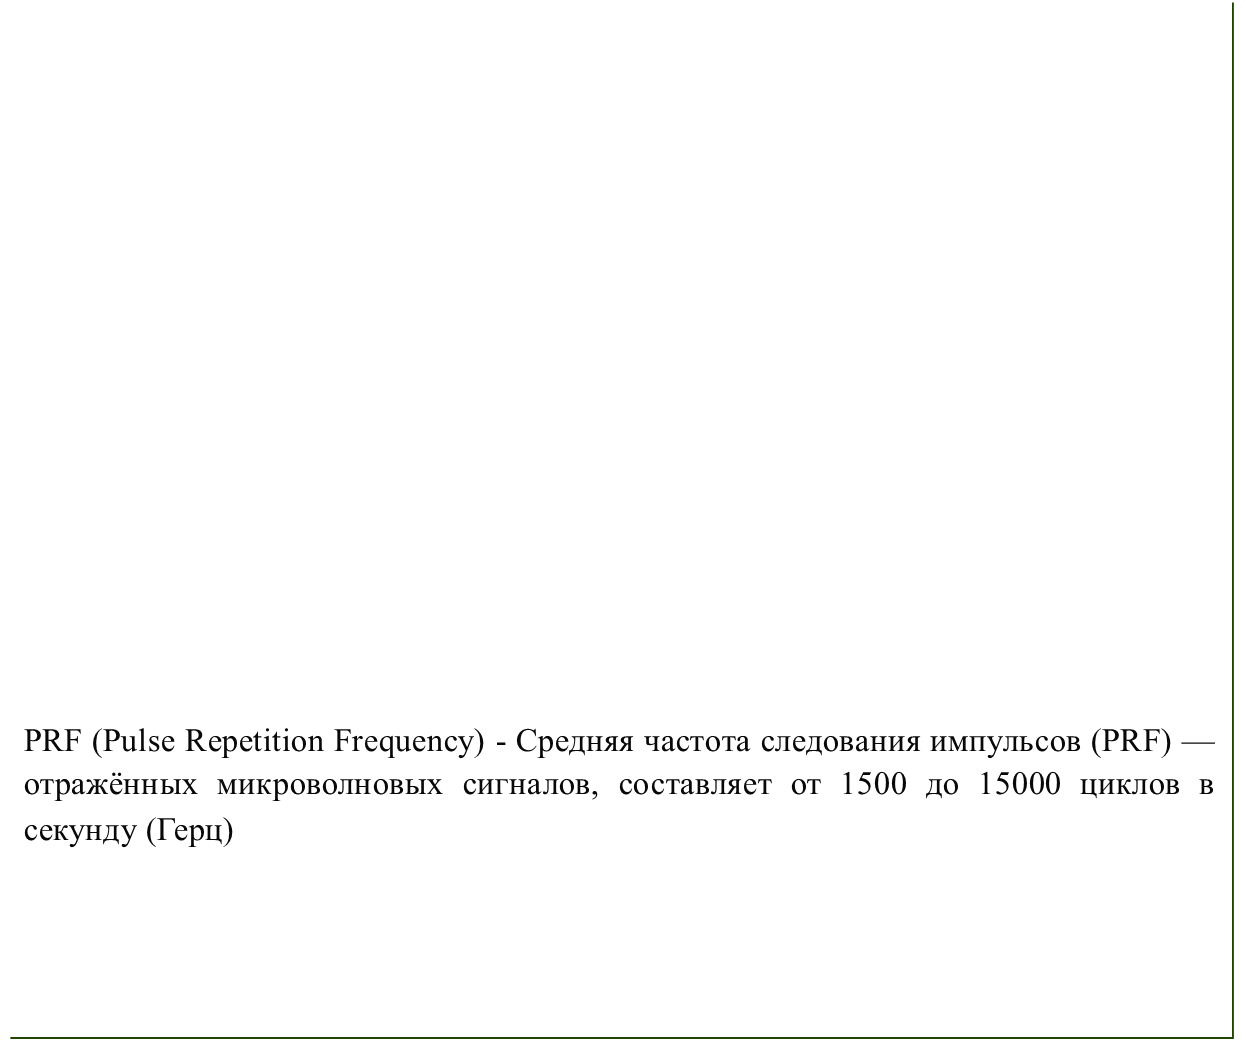 PRF (Pulse Repetition Frequency) - Средняя частота следования импульсов (PRF) —
отражённых микроволновых сигналов, составляет от 1500 до 15000 циклов в
секунду (Герц)